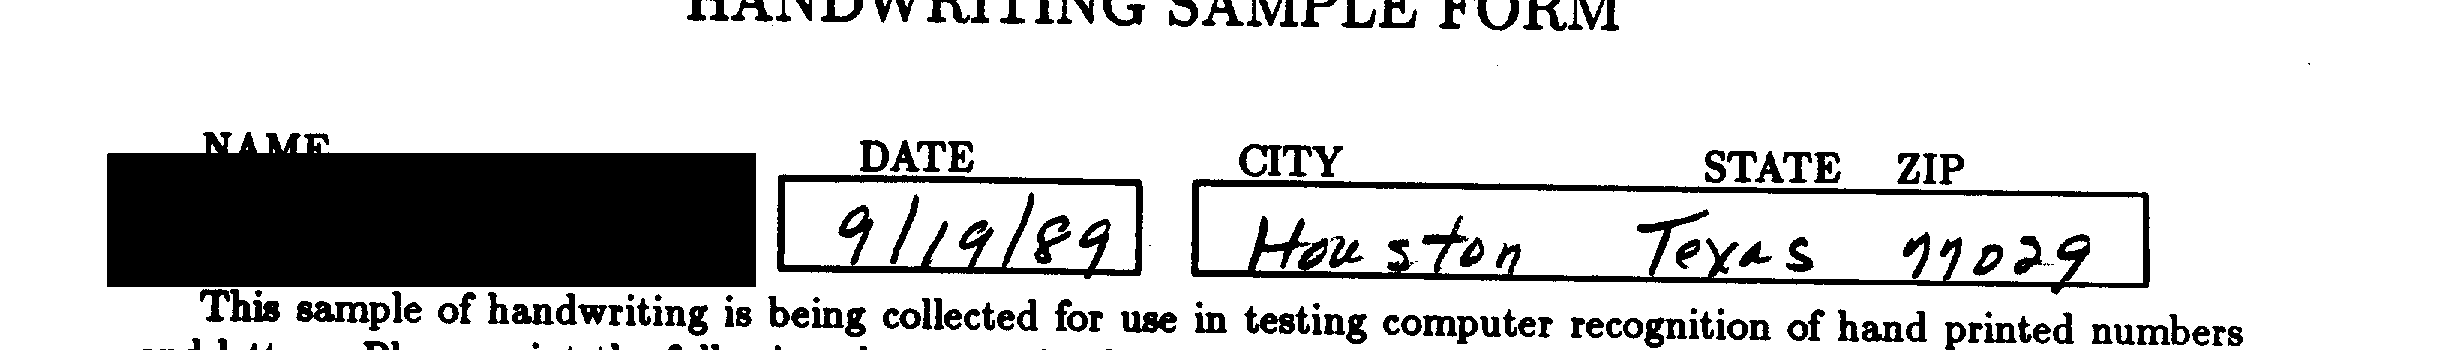 HANDWRITING SAMPLE FORM
NAME DATE CITY STATE ZIP
9/19/89 Houston Texas 77029
This sample of handwriting is being collected for use in testing computer recognition of hand printed numbers